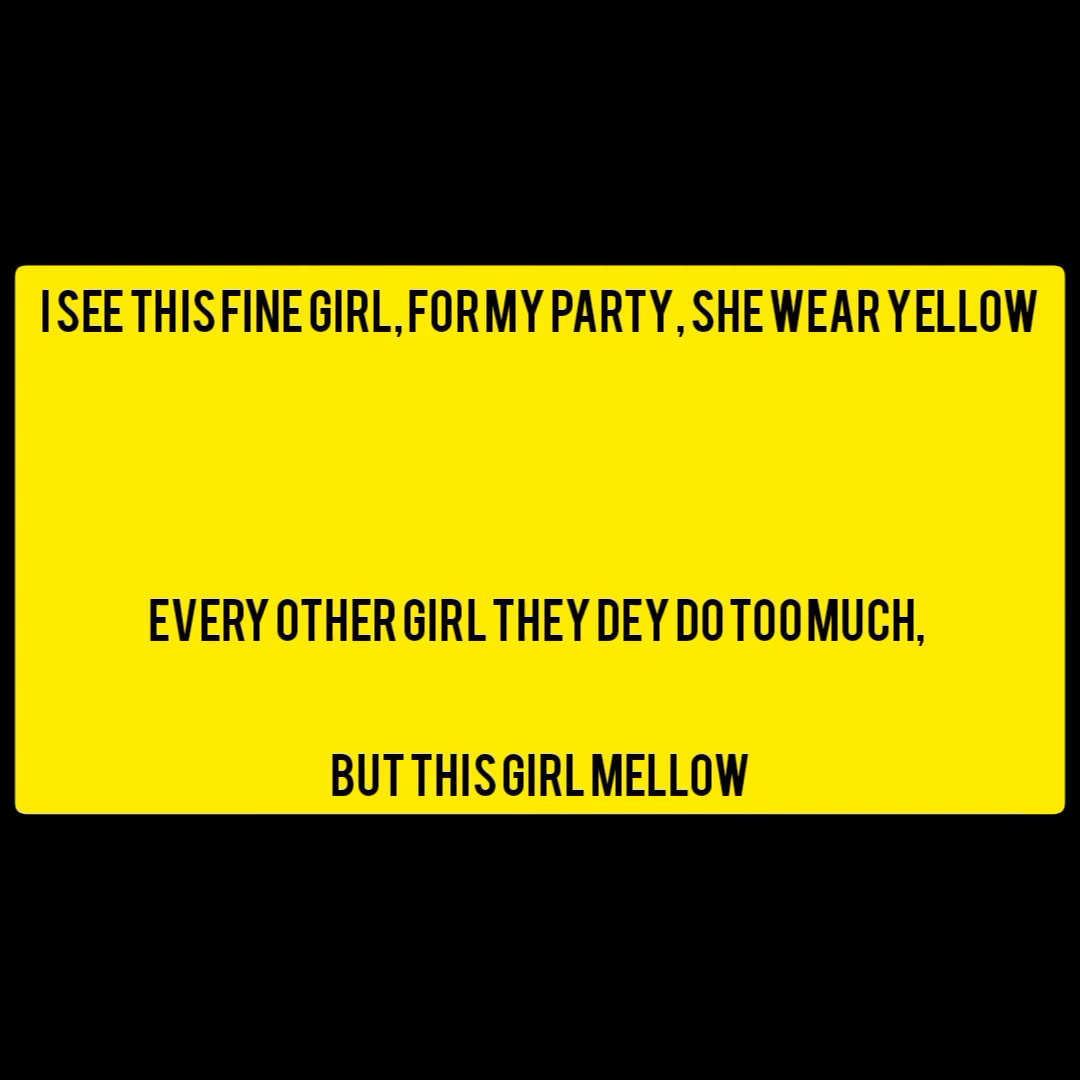 I SEE THIS FINE GIRL, FOR MY PARTY, SHE WEAR YELLOW
EVERY OTHER GIRL THEY DEY DO TOO MUCH,
BUT THIS GIRL MELLOW